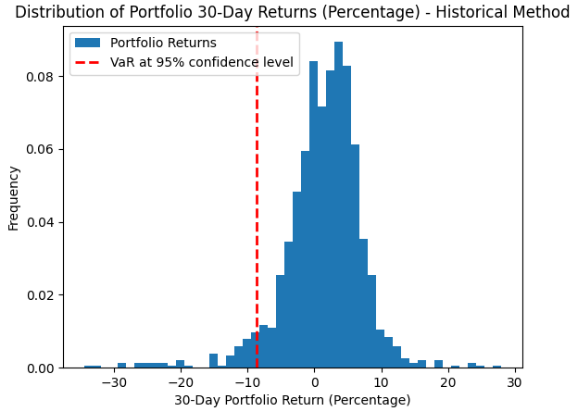 Distribution of Portfolio 30-Day Returns (Percentage) - Historical Method
Portfolio Returns
VaR at 95% confidence level
Frequency
0.08
0.06
0.04
0.02
0.00
−30
−20
−10
0
10
20
30
30-Day Portfolio Return (Percentage)